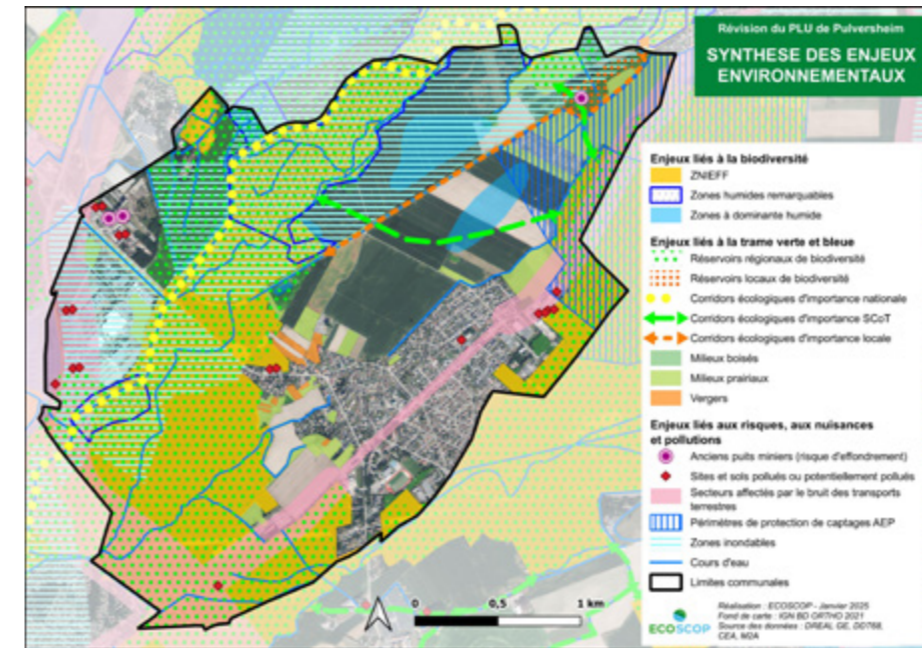 Révision du PLU de Pulversheim
SYNTHESE DES ENJEUX
ENVIRONNEMENTAUX
Enjeux liés à la biodiversité
ZNIEFF
Zones humides remarquables
Zones à dominante humide
Enjeux liés à la trame verte et bleue
Réservoirs régionaux de biodiversité
Réservoirs locaux de biodiversité
Corridors écologiques d'importance nationale
Corridors écologiques d'importance SCoT
Corridors écologiques d'importance locale
Milieux boisés
Milieux prairiaux
Vergers
Enjeux liés aux risques, aux nuisances
et pollutions
Anciens puits miniers (risque d'effondrement)
Sites et sols pollués ou potentiellement pollués
Secteurs affectés par le bruit des transports
terrestres
Périmètres de protection de captages AEP
Zones inondables
Cours d'eau
Limites communales
0 0,5 1 km
ECOSCOP
Réalisation : ECOSCOP - Janvier 2025
Fond de carte : IGN BD ORTHO 2021
Source des données : DREAL GE, DDT68,
CEA, M2A